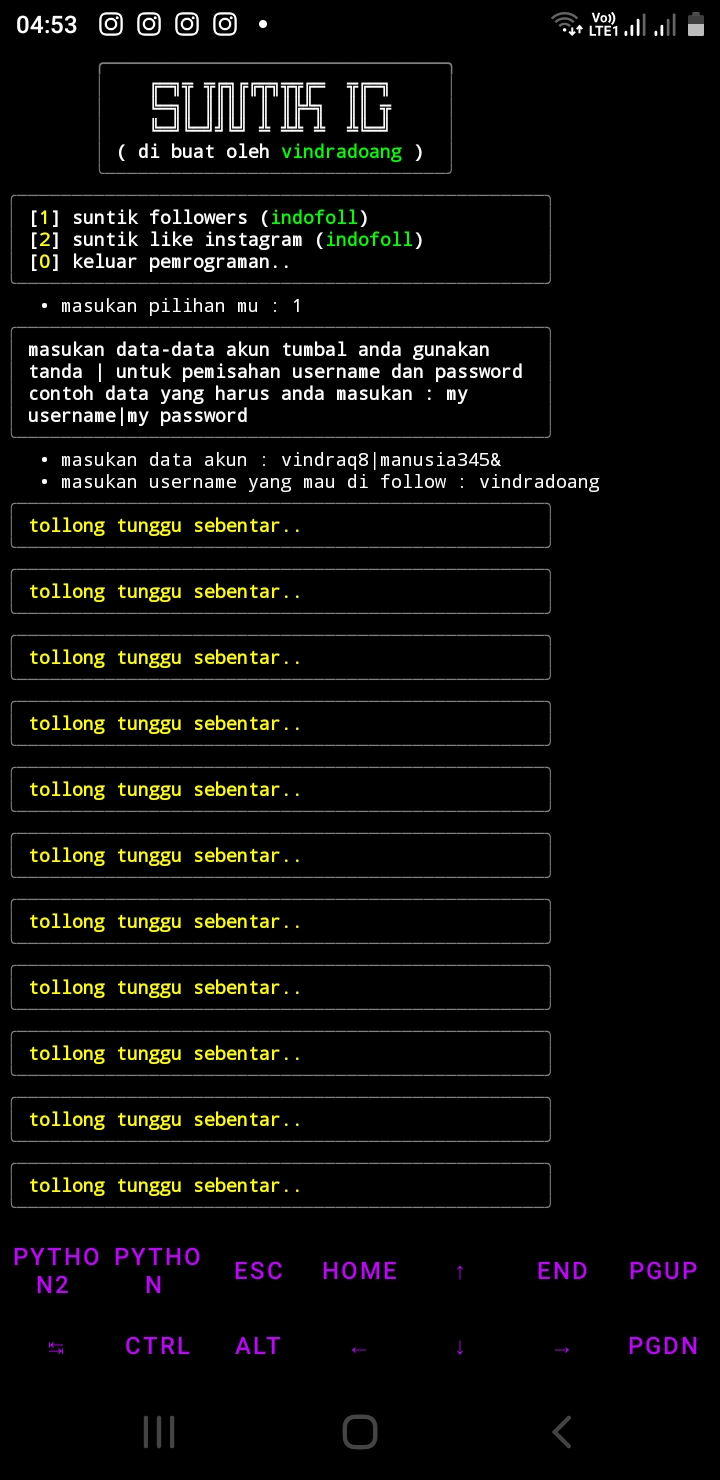 04:53
Vo))
LTE1
SUNTIK IG
( di buat oleh vindradoang )
[1] suntik followers (indofoll)
[2] suntik like instagram (indofoll)
[0] keluar pemrograman..
• masukan pilihan mu : 1
masukan data-data akun tumbal anda gunakan
tanda | untuk pemisahan username dan password
contoh data yang harus anda masukan : my
username|my password
• masukan data akun : vindraq8|manusia345&
• masukan username yang mau di follow : vindradoang
tollong tunggu sebentar..
tollong tunggu sebentar..
tollong tunggu sebentar..
tollong tunggu sebentar..
tollong tunggu sebentar..
tollong tunggu sebentar..
tollong tunggu sebentar..
tollong tunggu sebentar..
tollong tunggu sebentar..
tollong tunggu sebentar..
tollong tunggu sebentar..
PYTHO PYTHO ESC HOME ↑ END PGUP
N2 N
⇆ CTRL ALT ← ↓ → PGDN